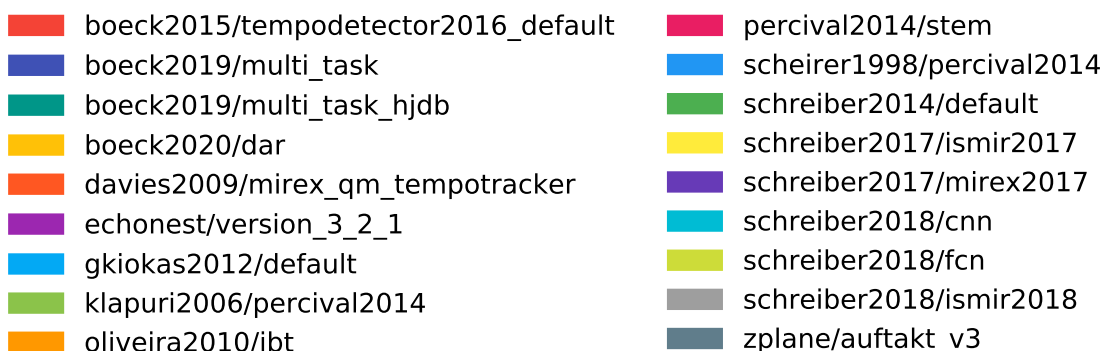 boeck2015/tempodetector2016_default
boeck2019/multi_task
boeck2019/multi_task_hjdb
boeck2020/dar
davies2009/mirex_qm_tempotracker
echonest/version_3_2_1
gkiokas2012/default
klapuri2006/percival2014
oliveira2010/ibt
percival2014/stem
scheirer1998/percival2014
schreiber2014/default
schreiber2017/ismir2017
schreiber2017/mirex2017
schreiber2018/cnn
schreiber2018/fcn
schreiber2018/ismir2018
zplane/auftakt_v3